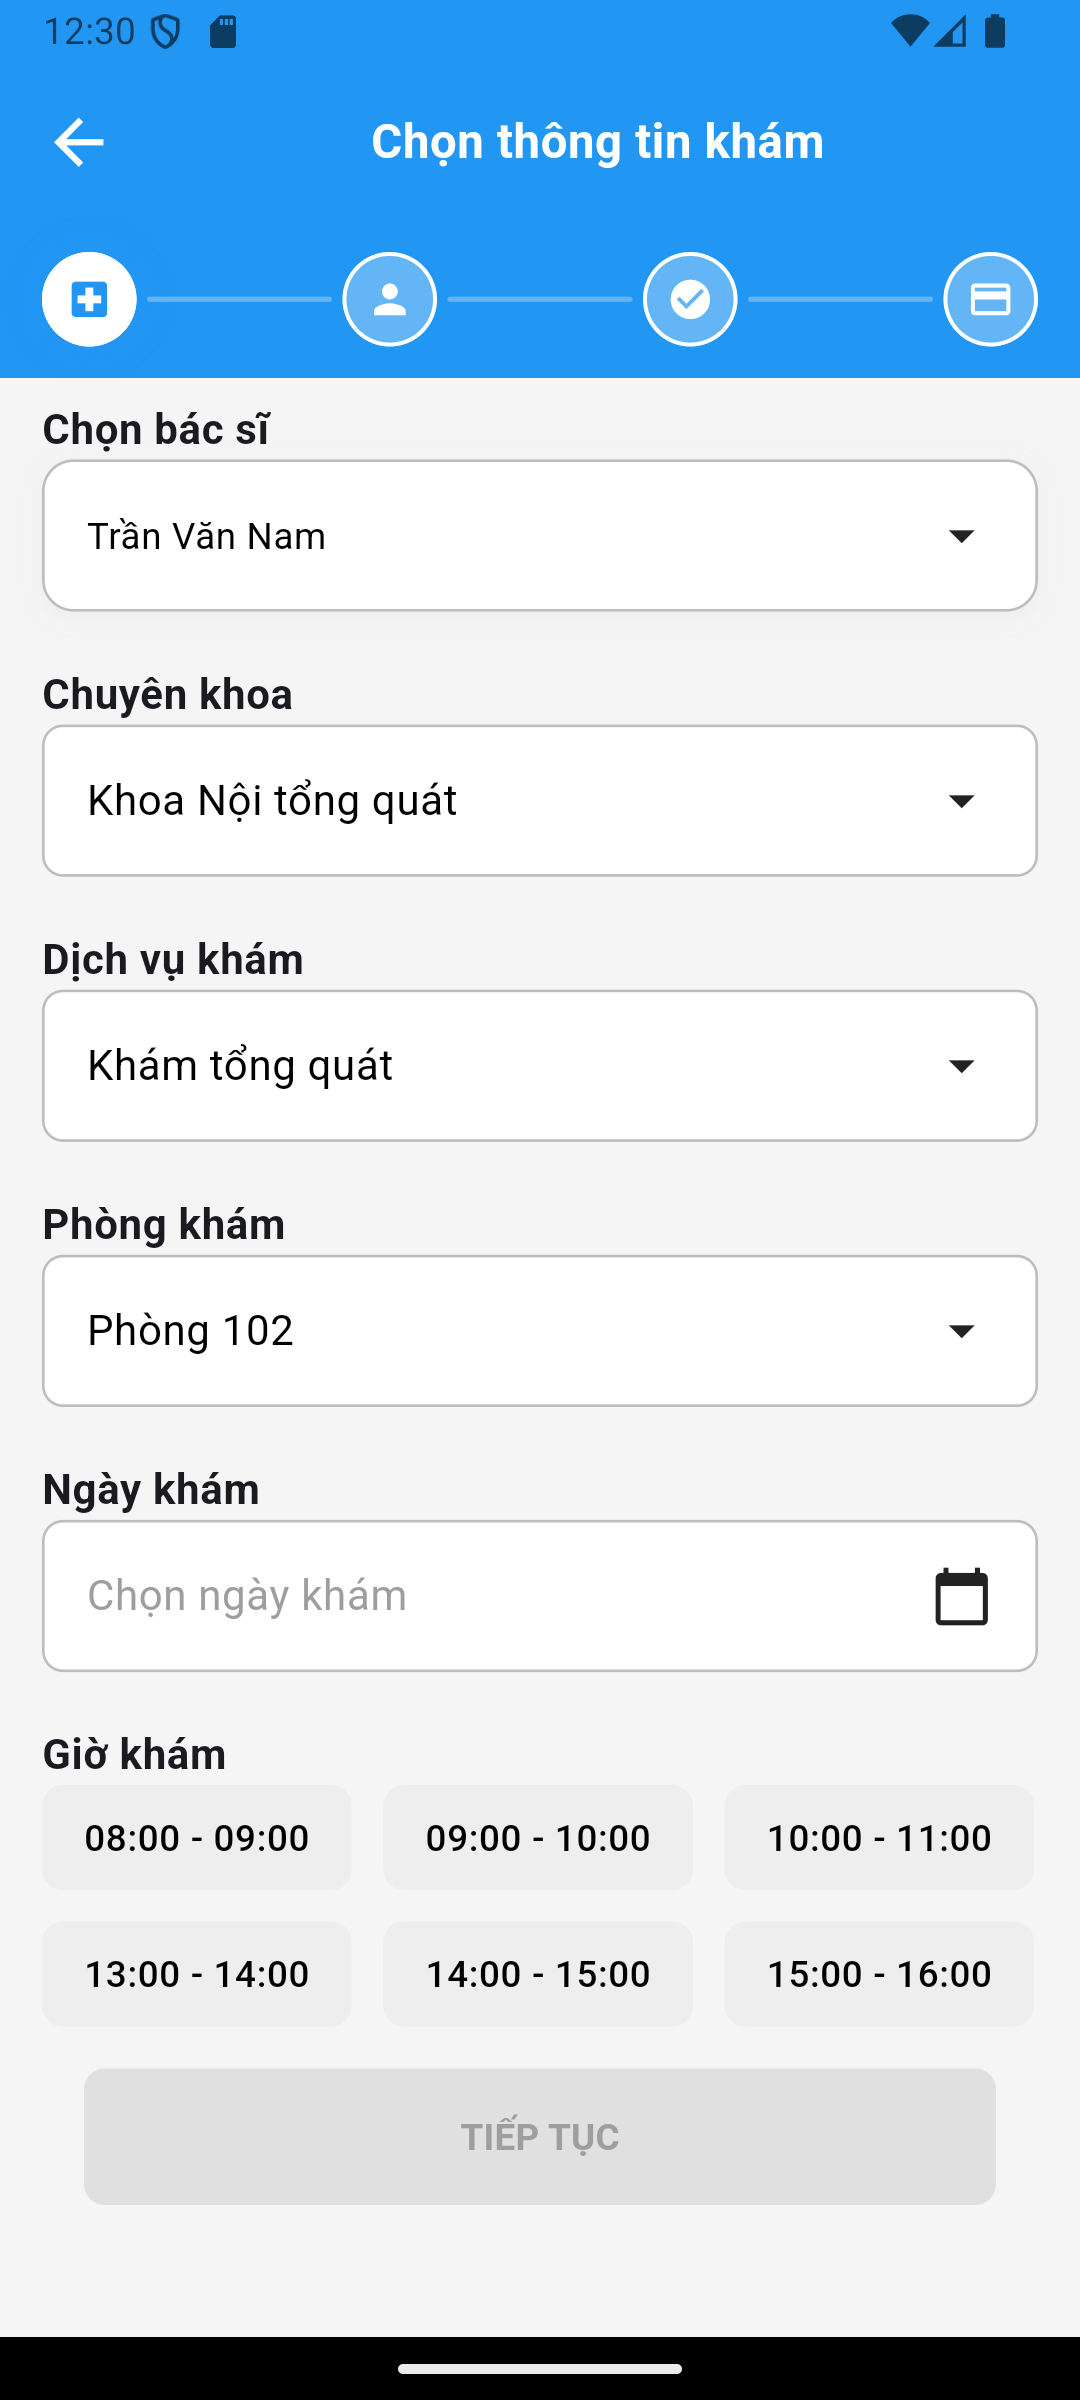 12:30
Chọn thông tin khám
Chọn bác sĩ
Trần Văn Nam
Chuyên khoa
Khoa Nội tổng quát
Dịch vụ khám
Khám tổng quát
Phòng khám
Phòng 102
Ngày khám
Chọn ngày khám
Giờ khám
08:00 - 09:00 09:00 - 10:00 10:00 - 11:00
13:00 - 14:00 14:00 - 15:00 15:00 - 16:00
TIẾP TỤC